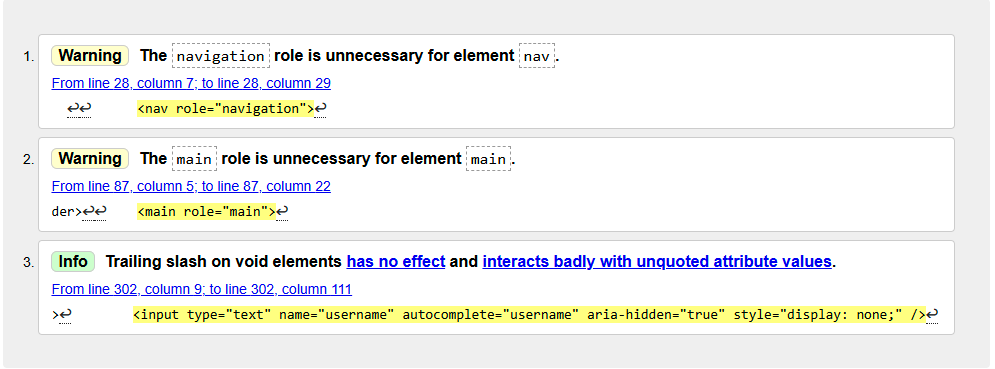 1. Warning The navigation role is unnecessary for element nav.
From line 28, column 7; to line 28, column 29
↩↩ <nav role="navigation">↩
2. Warning The main role is unnecessary for element main.
From line 87, column 5; to line 87, column 22
der>↩↩ <main role="main">↩
3. Info Trailing slash on void elements has no effect and interacts badly with unquoted attribute values.
From line 302, column 9; to line 302, column 111
>↩ <input type="text" name="username" autocomplete="username" aria-hidden="true" style="display: none;" />↩